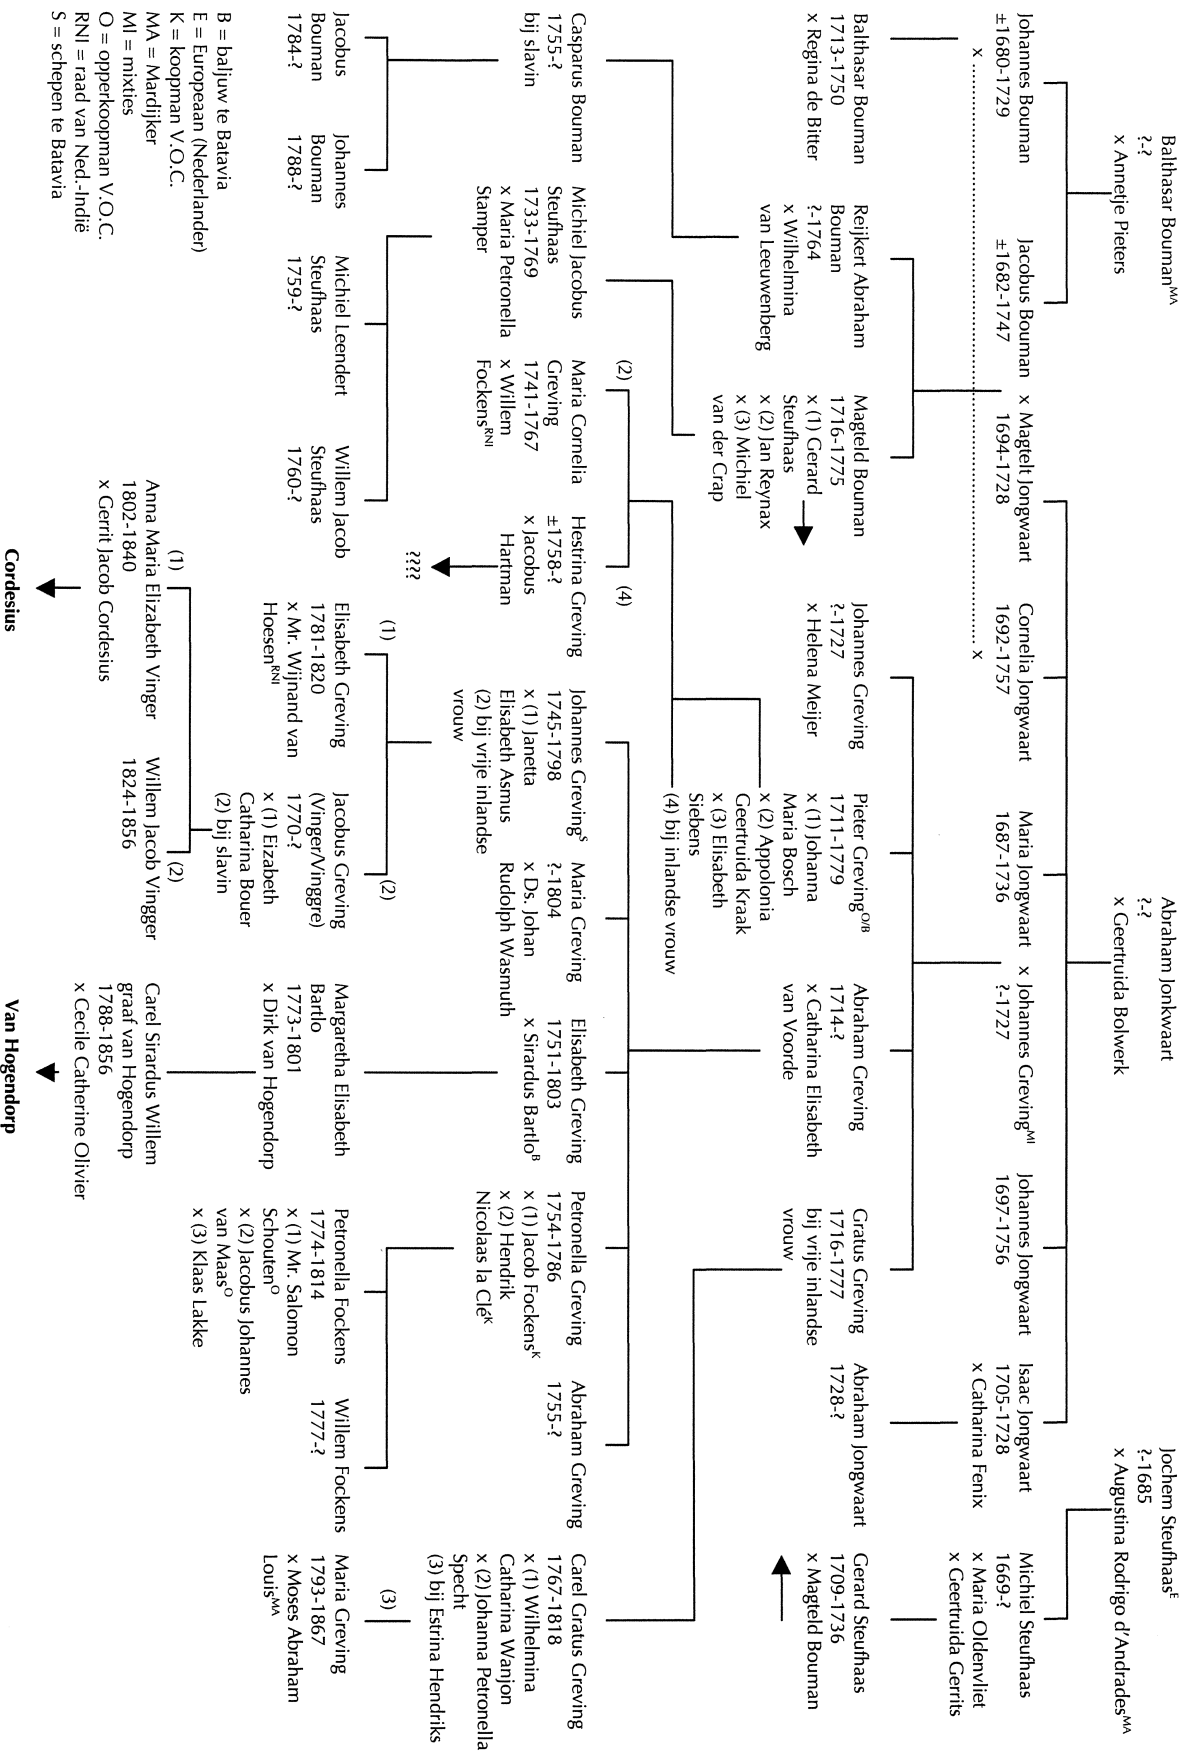 Balthasar Bouman^MA
?-?
x Annetje Pieters
Abraham Jonkwaart
?-?
x Geertruida Bolwerk
Jochem Steufhaas^E
?-1685
x Augustina Rodrigo d'Andrades^MA
Johannes Bouman
±1680-1729
x
Jacobus Bouman
±1682-1747
x Magtelt Jongwaart
1694-1728
Cornelia Jongwaart
1692-1757
x
Maria Jongwaart
1687-1736
x Johannes Greving^MI
?-1727
Johannes Jongwaart
1697-1756
Isaac Jongwaart
1705-1728
x Catharina Fenix
Michiel Steufhaas
1669-?
x Maria Oldenvliet
x Geertruida Gerrits
Balthasar Bouman
1713-1750
x Regina de Bitter
Reijkert Abraham
Bouman
?-1764
x Wilhelmina
van Leeuwenberg
Magteld Bouman
1716-1775
x (1) Gerard
Steufhaas
x (2) Jan Reynax
x (3) Michiel
van der Crap
Johannes Greving
?-1727
x Helena Meijer
Pieter Greving^O/B
1711-1779
x (1) Johanna
Maria Bosch
x (2) Appolonia
Geertruida Kraak
x (3) Elisabeth
Siebens
(4) bij inlandse vrouw
Abraham Greving
1714-?
x Catharina Elisabeth
van Voorde
Gratus Greving
1716-1777
bij vrije inlandse
vrouw
Abraham Jongwaart
1728-?
Gerard Steufhaas
1709-1736
x Magteld Bouman
(2)
(4)
Casparus Bouman
1755-?
bij slavin
Michiel Jacobus
Steufhaas
1733-1769
x Maria Petronella
Stamper
Maria Cornelia
Greving
1741-1767
x Willem
Fockens^RNI
Hestrina Greving
±1758-?
x Jacobus
Hartman
????
Johannes Greving^S
1745-1798
x (1) Janetta
Elisabeth Asmus
(2) bij vrije inlandse
vrouw
Maria Greving
?-1804
x Ds. Johan
Rudolph Wasmuth
Elisabeth Greving
1751-1803
x Sirardus Bartlo^B
Petronella Greving
1754-1786
x (1) Jacob Fockens^K
x (2) Hendrik
Nicolaas la Clé^K
Abraham Greving
1755-?
Carel Gratus Greving
1767-1818
x (1) Wilhelmina
Catharina Wanjon
x (2) Johanna Petronella
Specht
(3) bij Estrina Hendriks
(1)
(2)
(3)
Jacobus
Bouman
1784-?
Johannes
Bouman
1788-?
Michiel Leendert
Steufhaas
1759-?
Willem Jacob
Steufhaas
1760-?
Elisabeth Greving
1781-1820
x Mr. Wijnand van
Hoesen^RNI
Jacobus Greving
(Vinger/Vinggre)
1770-?
x (1) Eizabeth
Catharina Bouer
(2) bij slavin
Margaretha Elisabeth
Bartlo
1773-1801
x Dirk van Hogendorp
Petronella Fockens
1774-1814
x (1) Mr. Salomon
Schouten^O
x (2) Jacobus Johannes
van Maas^O
x (3) Klaas Lakke
Willem Fockens
1777-?
Maria Greving
1793-1867
x Moses Abraham
Louis^MA
(1)
(2)
Anna Maria Elizabeth Vinger
1802-1840
x Gerrit Jacob Cordesius
Willem Jacob Vingger
1824-1856
Carel Sirardus Willem
graaf van Hogendorp
1788-1856
x Cecile Catherine Olivier
B = baljuw te Batavia
E = Europeaan (Nederlander)
K = koopman V.O.C.
MA = Mardijker
MI = mixties
O = opperkoopman V.O.C.
RNI = raad van Ned.-Indië
S = schepen te Batavia
Cordesius
Van Hogendorp